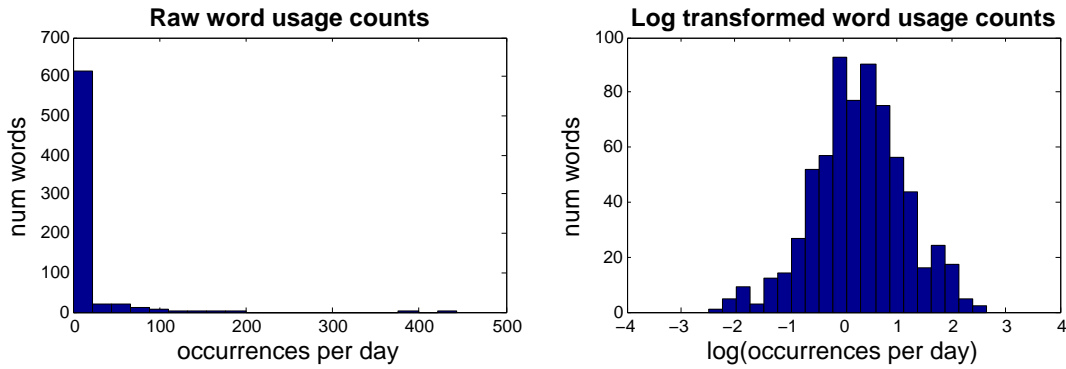 Raw word usage counts
700
600
500
400
300
200
100
0
num words
0 100 200 300 400 500
occurrences per day
Log transformed word usage counts
100
80
60
40
20
0
num words
−4 −3 −2 −1 0 1 2 3 4
log(occurrences per day)